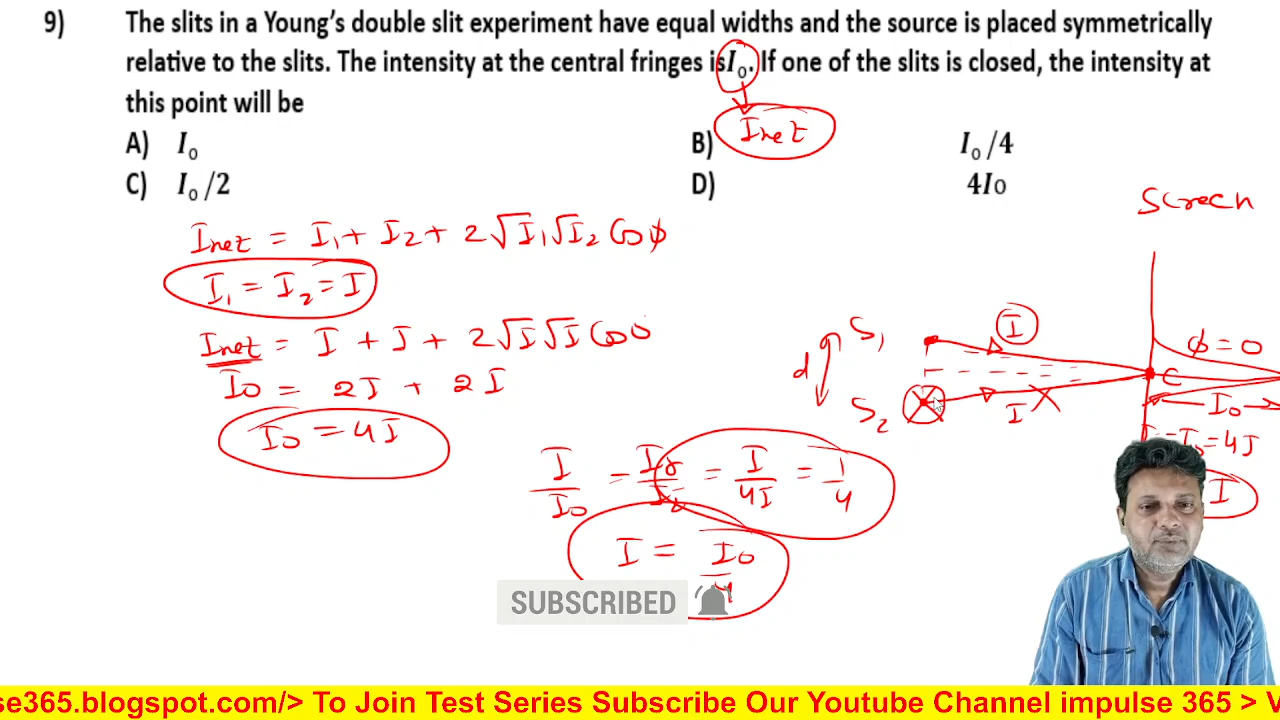 9) The slits in a Young's double slit experiment have equal widths and the source is placed symmetrically
relative to the slits. The intensity at the central fringes is I₀. If one of the slits is closed, the intensity at
this point will be
A) I₀ B) I₀/4
C) I₀/2 D) 4Io
Inet
Inet = I₁ + I₂ + 2√I₁√I₂ Cos φ
I₁ = I₂ = I
Inet = I + I + 2√I√I Cos 0
I₀ = 2I + 2I
I₀ = 4I
I = I₀/4
I/4I = 1/4
Screen
S₁
I
d
φ = 0
C
S₂
I
I₀
I₀ = 4I
I
SUBSCRIBED
se365.blogspot.com/> To Join Test Series Subscribe Our Youtube Channel impulse 365 > V